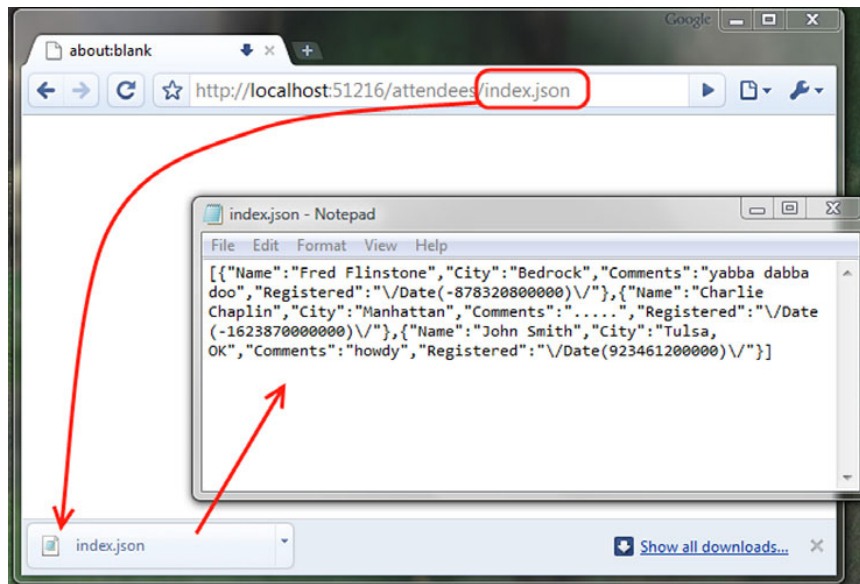 Google
about:blank
http://localhost:51216/attendees/index.json
index.json - Notepad
File Edit Format View Help
[{"Name":"Fred Flinstone","City":"Bedrock","Comments":"yabba dabba
doo","Registered":"\/Date(-878320800000)\/"},{"Name":"Charlie
Chaplin","City":"Manhattan","Comments":".....","Registered":"\/Date
(-1623870000000)\/"},{"Name":"John Smith","City":"Tulsa,
OK","Comments":"howdy","Registered":"\/Date(923461200000)\/"}]
index.json
Show all downloads...